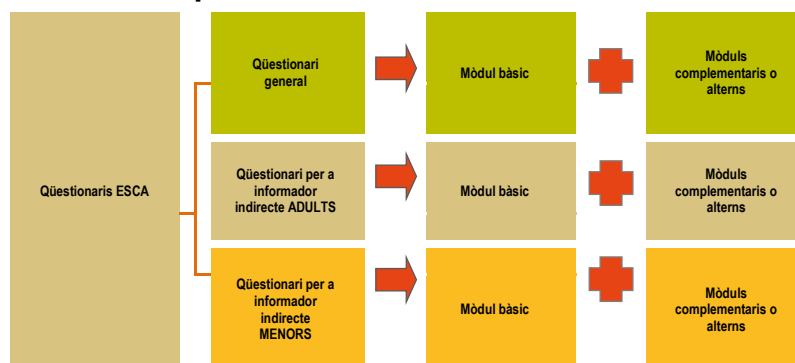 Qüestionaris ESCA
Qüestionari
general
Mòdul bàsic
Mòduls
complementaris o
alterns
Qüestionari per a
informador
indirecte ADULTS
Mòdul bàsic
Mòduls
complementaris o
alterns
Qüestionari per a
informador
indirecte
MENORS
Mòdul bàsic
Mòduls
complementaris o
alterns